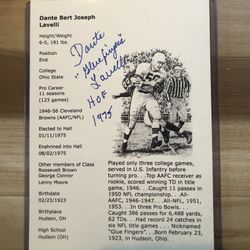 Dante Bert Joseph
Lavelli
Height/Weight
6-0, 191 lbs.
Position
End
College
Ohio State
Pro Career
11 seasons
(123 games)
1946-56 Cleveland
Browns (AAFC/NFL)
Elected to Hall
01/11/1975
Enshrined Into Hall
08/02/1975
Other members of Class
Roosevelt Brown
George Connor
Lenny Moore
Birthdate
02/23/1923
Birthplace
Hudson, OH
High School
Hudson (OH)
Dante
"Gluefingers"
Lavelli
HOF
1975
Played only three college games,
served in U.S. Infantry before
turning pro. . Top AAFC receiver as
rookie, scored winning TD in title
game, 1946. . .Caught 11 passes in
1950 NFL championship. . .All-
AAFC, 1946-1947. . .All-NFL, 1951,
1953. . .In three Pro Bowls. . .
Caught 386 passes for 6,488 yards,
62 TDs. . .Had record 24 catches in
six NFL title games. . .Nicknamed
"Glue Fingers". . .Born February 23,
1923, in Hudson, Ohio.